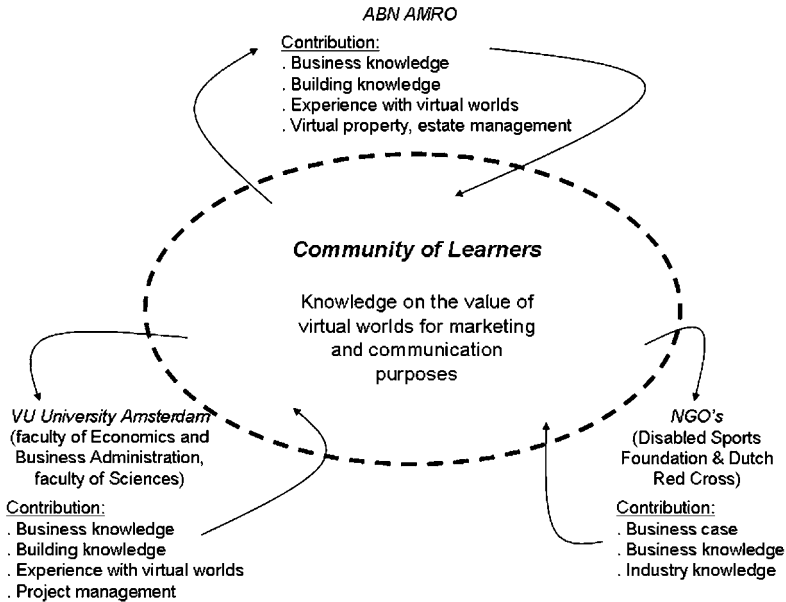 ABN AMRO
Contribution:
. Business knowledge
. Building knowledge
. Experience with virtual worlds
. Virtual property, estate management
Community of Learners
Knowledge on the value of
virtual worlds for marketing
and communication
purposes
VU University Amsterdam
(faculty of Economics and
Business Administration,
faculty of Sciences)
Contribution:
. Business knowledge
. Building knowledge
. Experience with virtual worlds
. Project management
NGO's
(Disabled Sports
Foundation & Dutch
Red Cross)
Contribution:
. Business case
. Business knowledge
. Industry knowledge